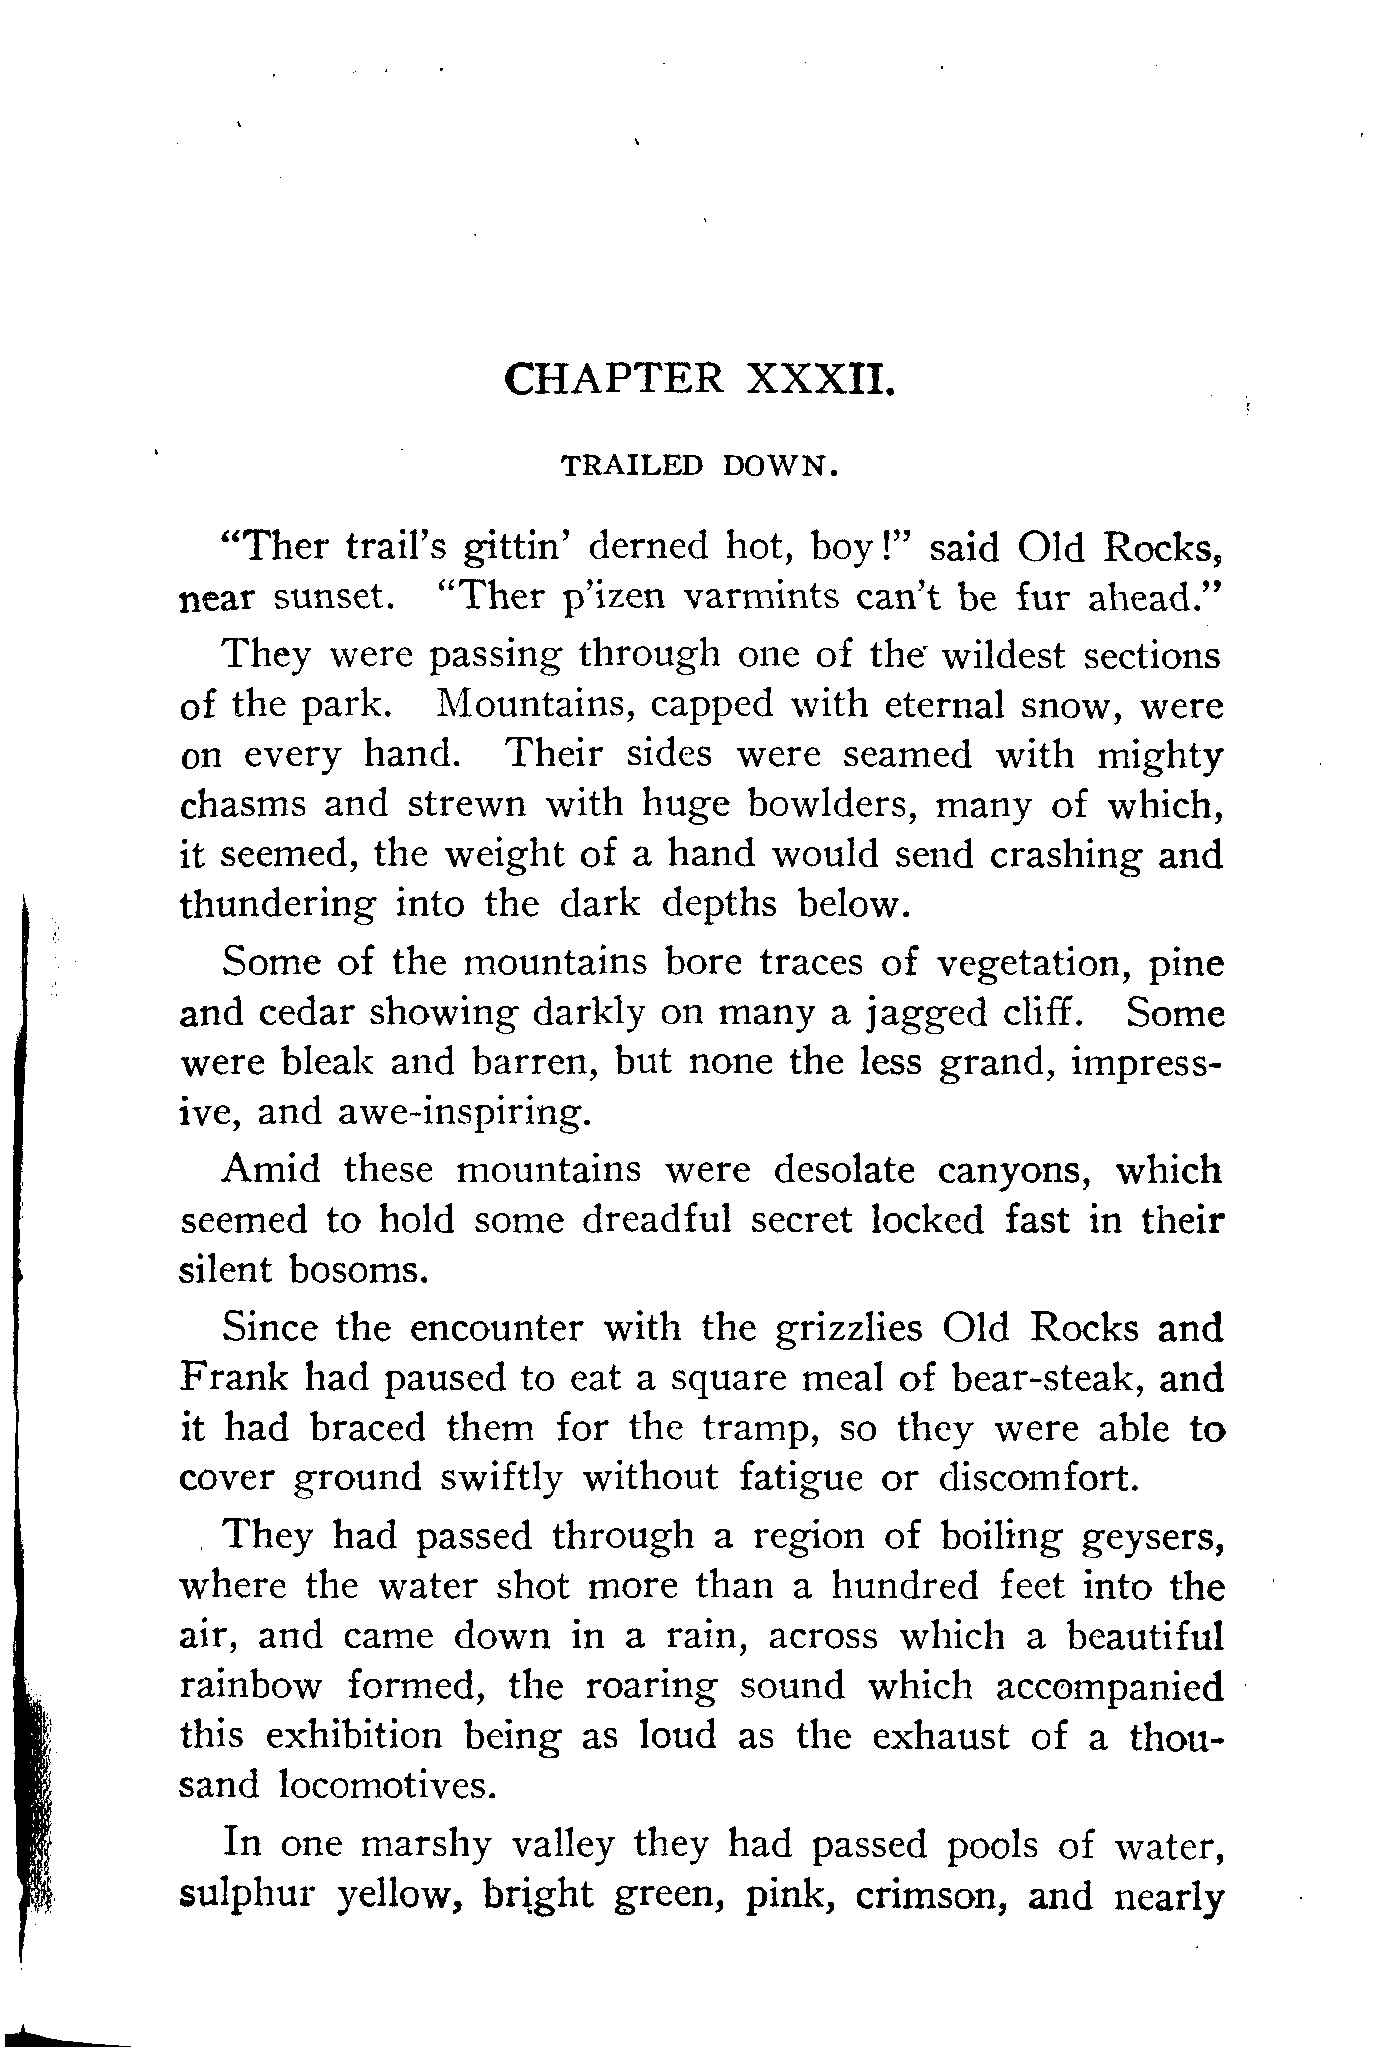 CHAPTER XXXII.
TRAILED DOWN.
“Ther trail’s gittin’ derned hot, boy!” said Old Rocks,
near sunset. “Ther p’izen varmints can’t be fur ahead.”
They were passing through one of the wildest sections
of the park. Mountains, capped with eternal snow, were
on every hand. Their sides were seamed with mighty
chasms and strewn with huge bowlders, many of which,
it seemed, the weight of a hand would send crashing and
thundering into the dark depths below.
Some of the mountains bore traces of vegetation, pine
and cedar showing darkly on many a jagged cliff. Some
were bleak and barren, but none the less grand, impress-
ive, and awe-inspiring.
Amid these mountains were desolate canyons, which
seemed to hold some dreadful secret locked fast in their
silent bosoms.
Since the encounter with the grizzlies Old Rocks and
Frank had paused to eat a square meal of bear-steak, and
it had braced them for the tramp, so they were able to
cover ground swiftly without fatigue or discomfort.
They had passed through a region of boiling geysers,
where the water shot more than a hundred feet into the
air, and came down in a rain, across which a beautiful
rainbow formed, the roaring sound which accompanied
this exhibition being as loud as the exhaust of a thou-
sand locomotives.
In one marshy valley they had passed pools of water,
sulphur yellow, bright green, pink, crimson, and nearly